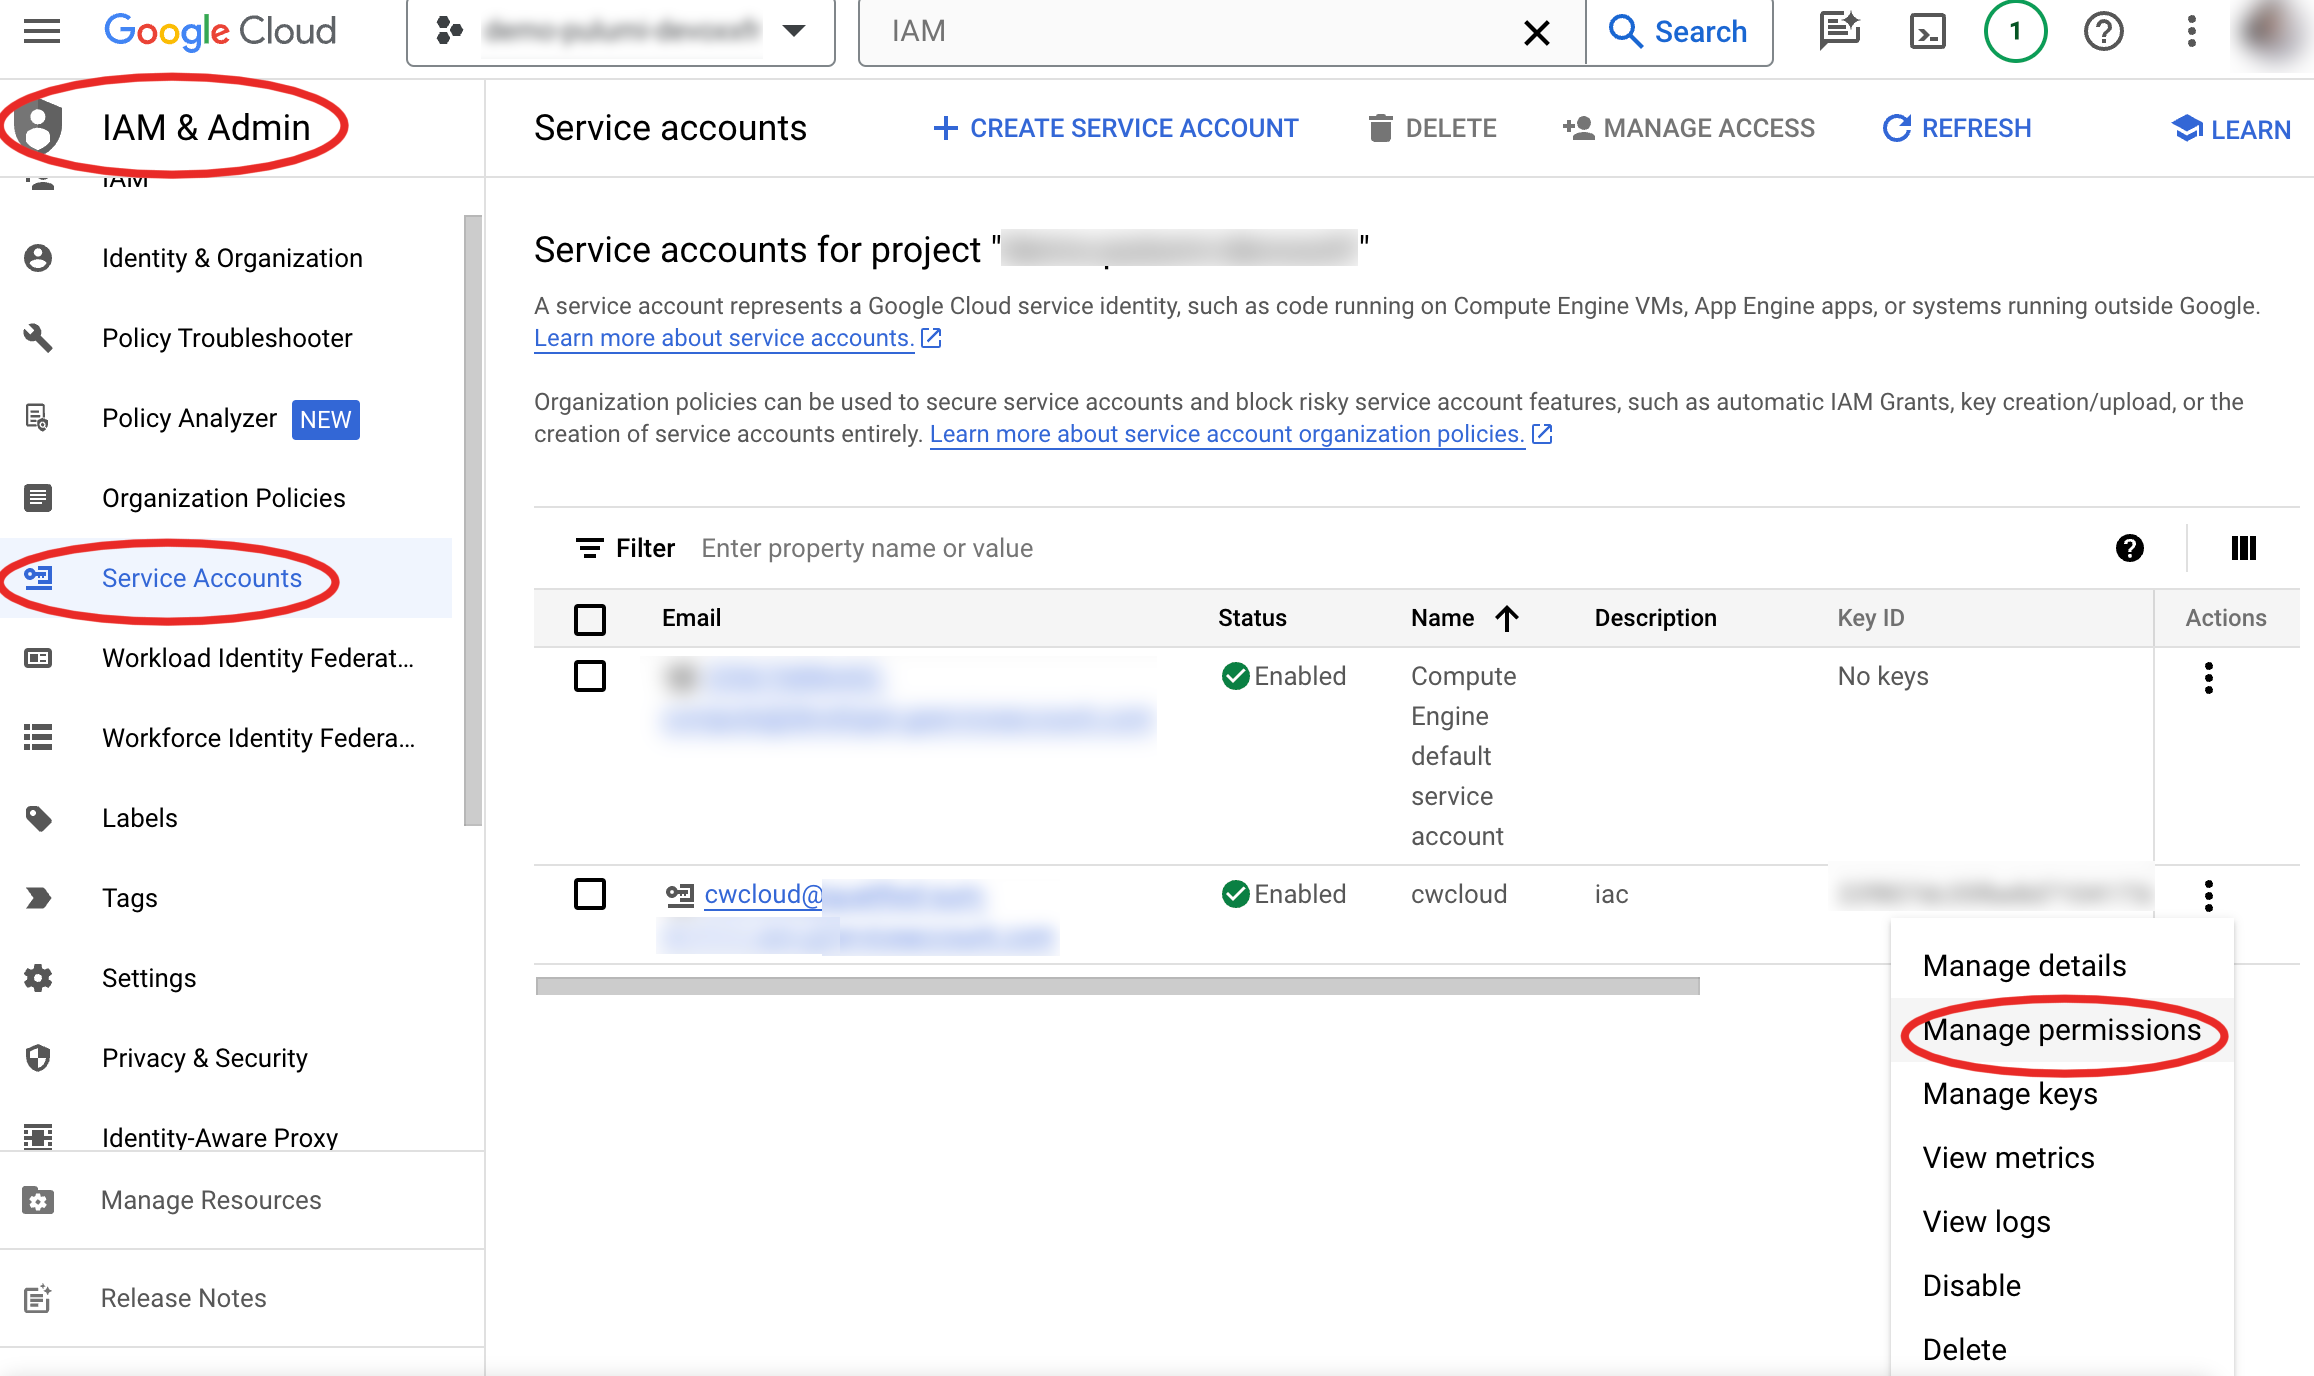 Google Cloud
IAM
Search
1
IAM & Admin
Service accounts
CREATE SERVICE ACCOUNT
DELETE
MANAGE ACCESS
REFRESH
LEARN
IAM
Identity & Organization
Policy Troubleshooter
Policy Analyzer NEW
Organization Policies
Service Accounts
Workload Identity Federat...
Workforce Identity Federa...
Labels
Tags
Settings
Privacy & Security
Identity-Aware Proxy
Manage Resources
Release Notes
Service accounts for project " "
A service account represents a Google Cloud service identity, such as code running on Compute Engine VMs, App Engine apps, or systems running outside Google.
Learn more about service accounts.
Organization policies can be used to secure service accounts and block risky service account features, such as automatic IAM Grants, key creation/upload, or the
creation of service accounts entirely. Learn more about service account organization policies.
Filter Enter property name or value
Email Status Name Description Key ID Actions
Enabled Compute No keys
Engine
default
service
account
cwcloud@ Enabled cwcloud iac
Manage details
Manage permissions
Manage keys
View metrics
View logs
Disable
Delete